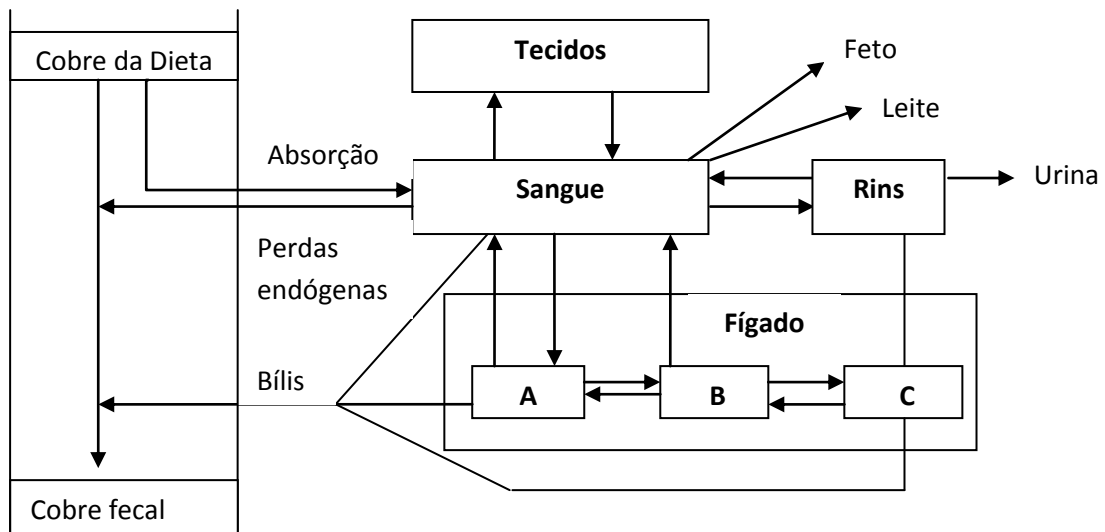 Cobre da Dieta
Tecidos
Feto
Leite
Absorção
Sangue
Rins
Urina
Perdas
endógenas
Fígado
Bílis
A
B
C
Cobre fecal